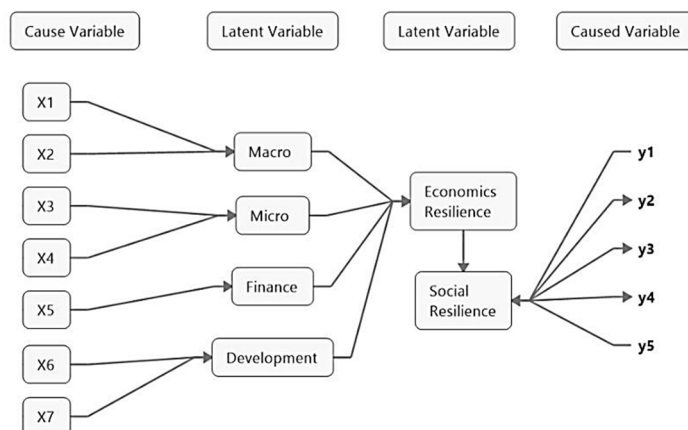 Cause Variable
Latent Variable
Latent Variable
Caused Variable
X1
X2
X3
X4
X5
X6
X7
Macro
Micro
Finance
Development
Economics
Resilience
Social
Resilience
y1
y2
y3
y4
y5